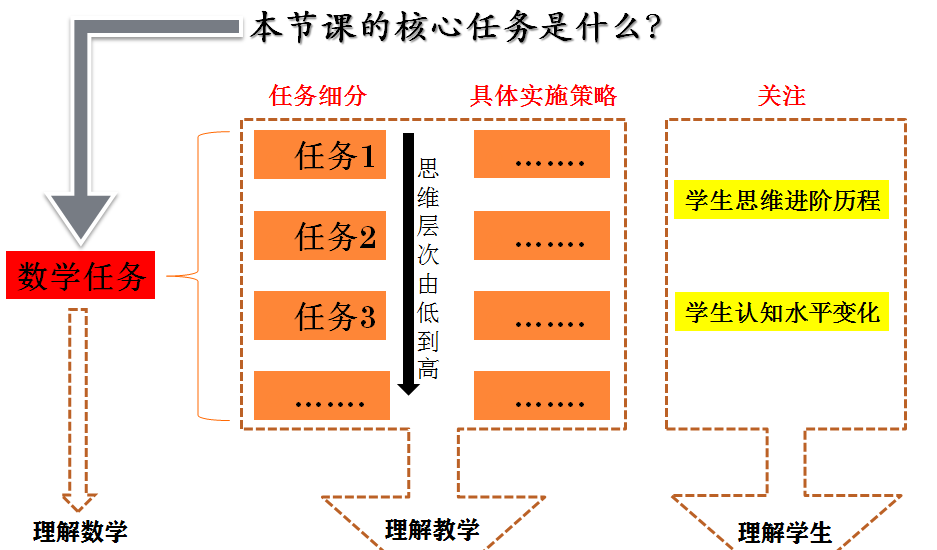 本节课的核心任务是什么?
任务细分
具体实施策略
关注
任务1
…….
任务2
…….
任务3
…….
…….
…….
思维层次由低到高
学生思维进阶历程
学生认知水平变化
数学任务
理解数学
理解教学
理解学生